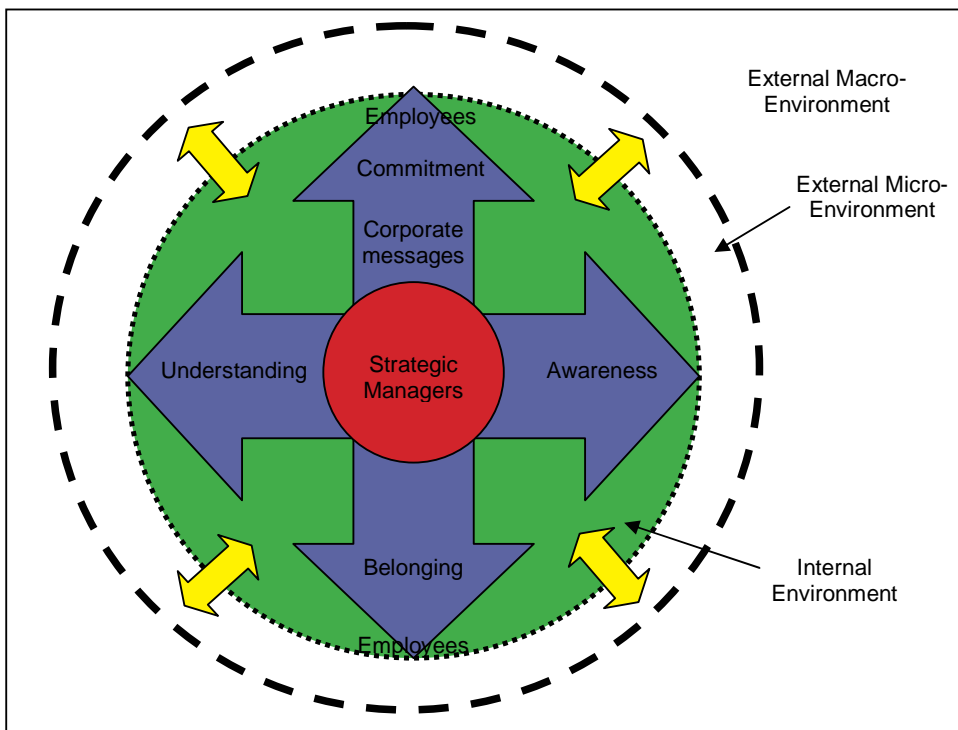 External Macro-
Environment
Employees
Commitment
External Micro-
Environment
Corporate
messages
Understanding
Strategic
Managers
Awareness
Belonging
Internal
Environment
Employees